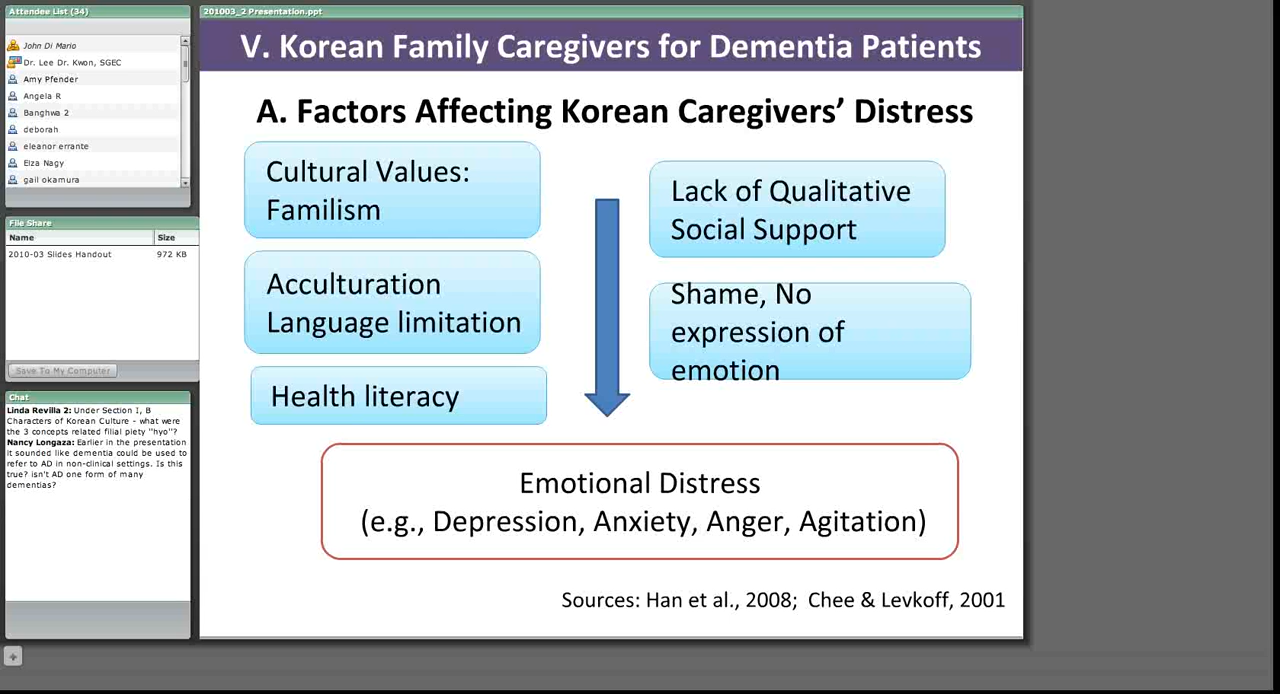 Attendee List (34)
John Di Mario
Dr. Lee Dr. Kwon, SGEC
Amy Pfender
Angela R
Banghwa 2
deborah
eleanor errante
Elza Nagy
gail okamura
File Share
Name Size
2010-03 Slides Handout 972 KB
Save To My Computer
Chat
Linda Revilla 2: Under Section I, B
Characters of Korean Culture - what were
the 3 concepts related filial piety "hyo"?
Nancy Longaza: Earlier in the presentation
it sounded like dementia could be used to
refer to AD in non-clinical settings. Is this
true? isn't AD one form of many
dementias?
201003_2 Presentation.ppt
V. Korean Family Caregivers for Dementia Patients
A. Factors Affecting Korean Caregivers’ Distress
Cultural Values:
Familism
Acculturation
Language limitation
Health literacy
Lack of Qualitative
Social Support
Shame, No
expression of
emotion
Emotional Distress
(e.g., Depression, Anxiety, Anger, Agitation)
Sources: Han et al., 2008; Chee & Levkoff, 2001